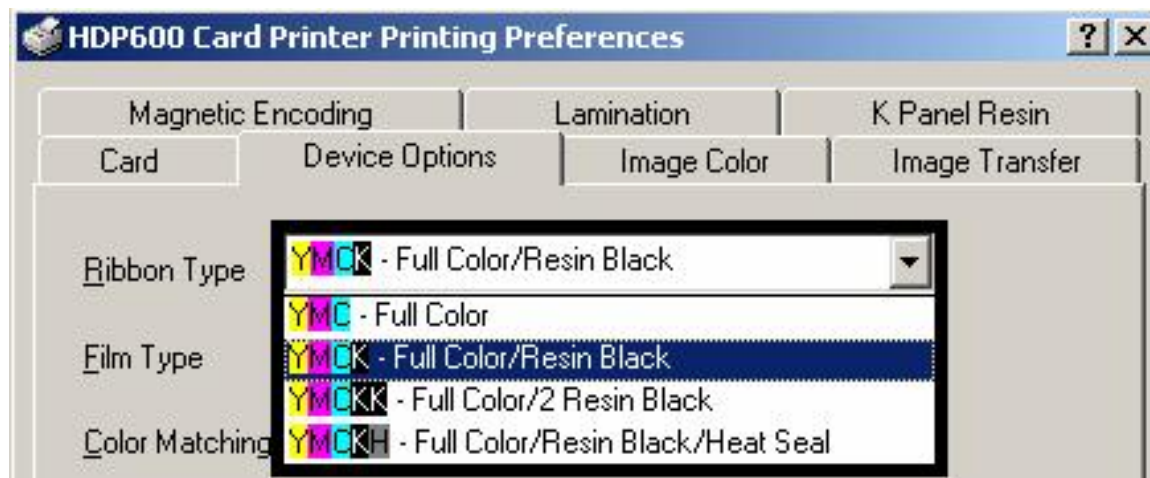 HDP600 Card Printer Printing Preferences ? ×
Magnetic Encoding Lamination K Panel Resin
Card Device Options Image Color Image Transfer
Ribbon Type YMCK - Full Color/Resin Black
YMC - Full Color
Film Type YMCK - Full Color/Resin Black
YMCKK - Full Color/2 Resin Black
Color Matching YMCKH - Full Color/Resin Black/Heat Seal